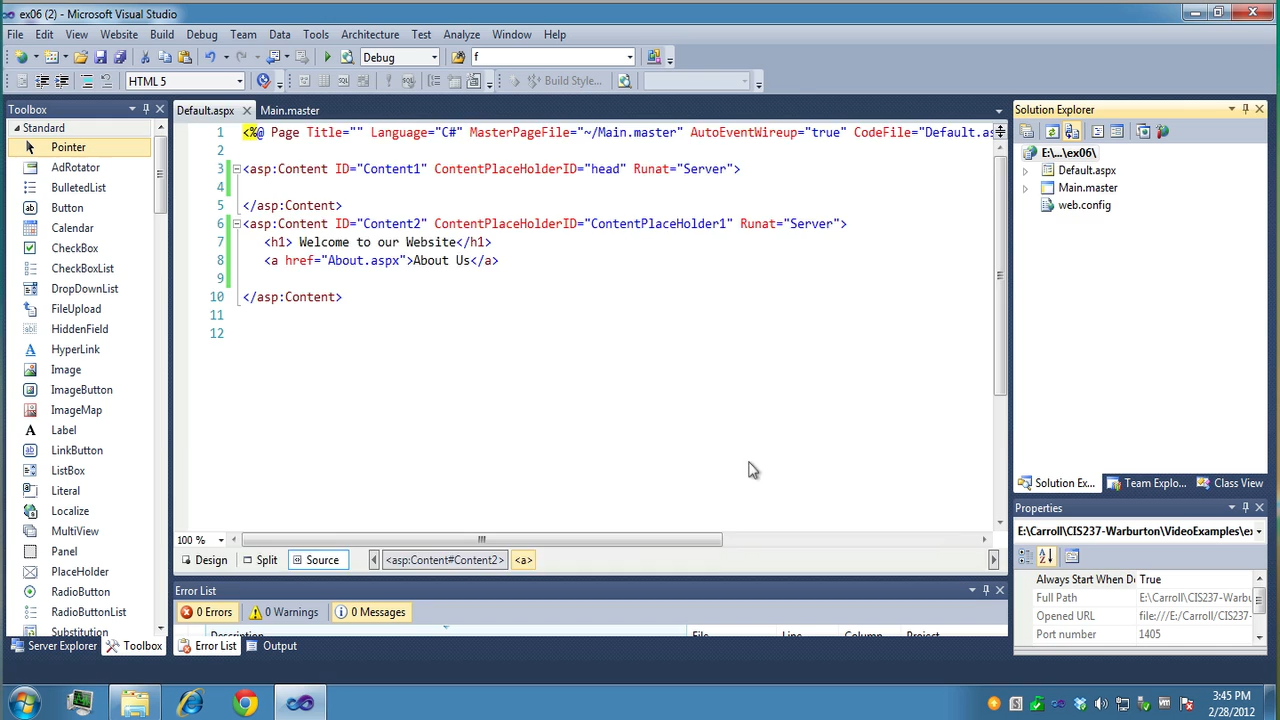 ex06 (2) - Microsoft Visual Studio
File Edit View Website Build Debug Team Data Tools Architecture Test Analyze Window Help
Debug f
HTML 5 Build Style...
Toolbox
Default.aspx Main.master
Solution Explorer
Standard
Pointer
AdRotator
BulletedList
Button
Calendar
CheckBox
CheckBoxList
DropDownList
FileUpload
HiddenField
HyperLink
Image
ImageButton
ImageMap
Label
LinkButton
ListBox
Literal
Localize
MultiView
Panel
PlaceHolder
RadioButton
RadioButtonList
Substitution
Server Explorer Toolbox
1 <%@ Page Title="" Language="C#" MasterPageFile="~/Main.master" AutoEventWireup="true" CodeFile="Default.as
2
3 <asp:Content ID="Content1" ContentPlaceHolderID="head" Runat="Server">
4
5 </asp:Content>
6 <asp:Content ID="Content2" ContentPlaceHolderID="ContentPlaceHolder1" Runat="Server">
7 <h1> Welcome to our Website</h1>
8 <a href="About.aspx">About Us</a>
9
10 </asp:Content>
11
12
100 %
Design Split Source <asp:Content#Content2> <a>
Error List
0 Errors 0 Warnings 0 Messages
Description File Line Column Project
Error List Output
E:\...\ex06\
Default.aspx
Main.master
web.config
Solution Ex... Team Explo... Class View
Properties
E:\Carroll\CIS237-Warburton\VideoExamples\ex
Always Start When De True
Full Path E:\Carroll\CIS237-Warbu
Opened URL file:///E:/Carroll/CIS237-
Port number 1405
3:45 PM
2/28/2012